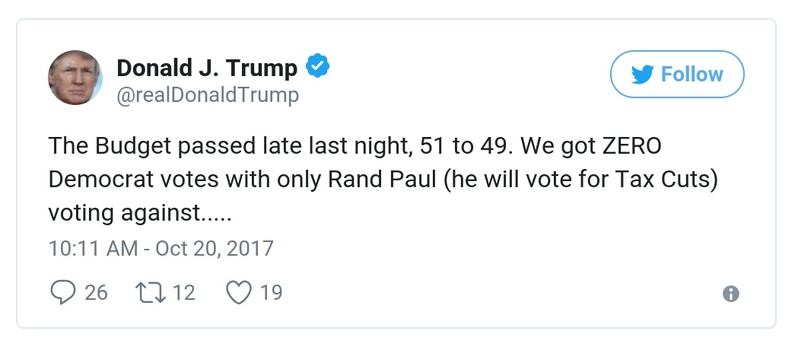 Donald J. Trump
@realDonaldTrump
Follow
The Budget passed late last night, 51 to 49. We got ZERO
Democrat votes with only Rand Paul (he will vote for Tax Cuts)
voting against.....
10:11 AM - Oct 20, 2017
26 12 19